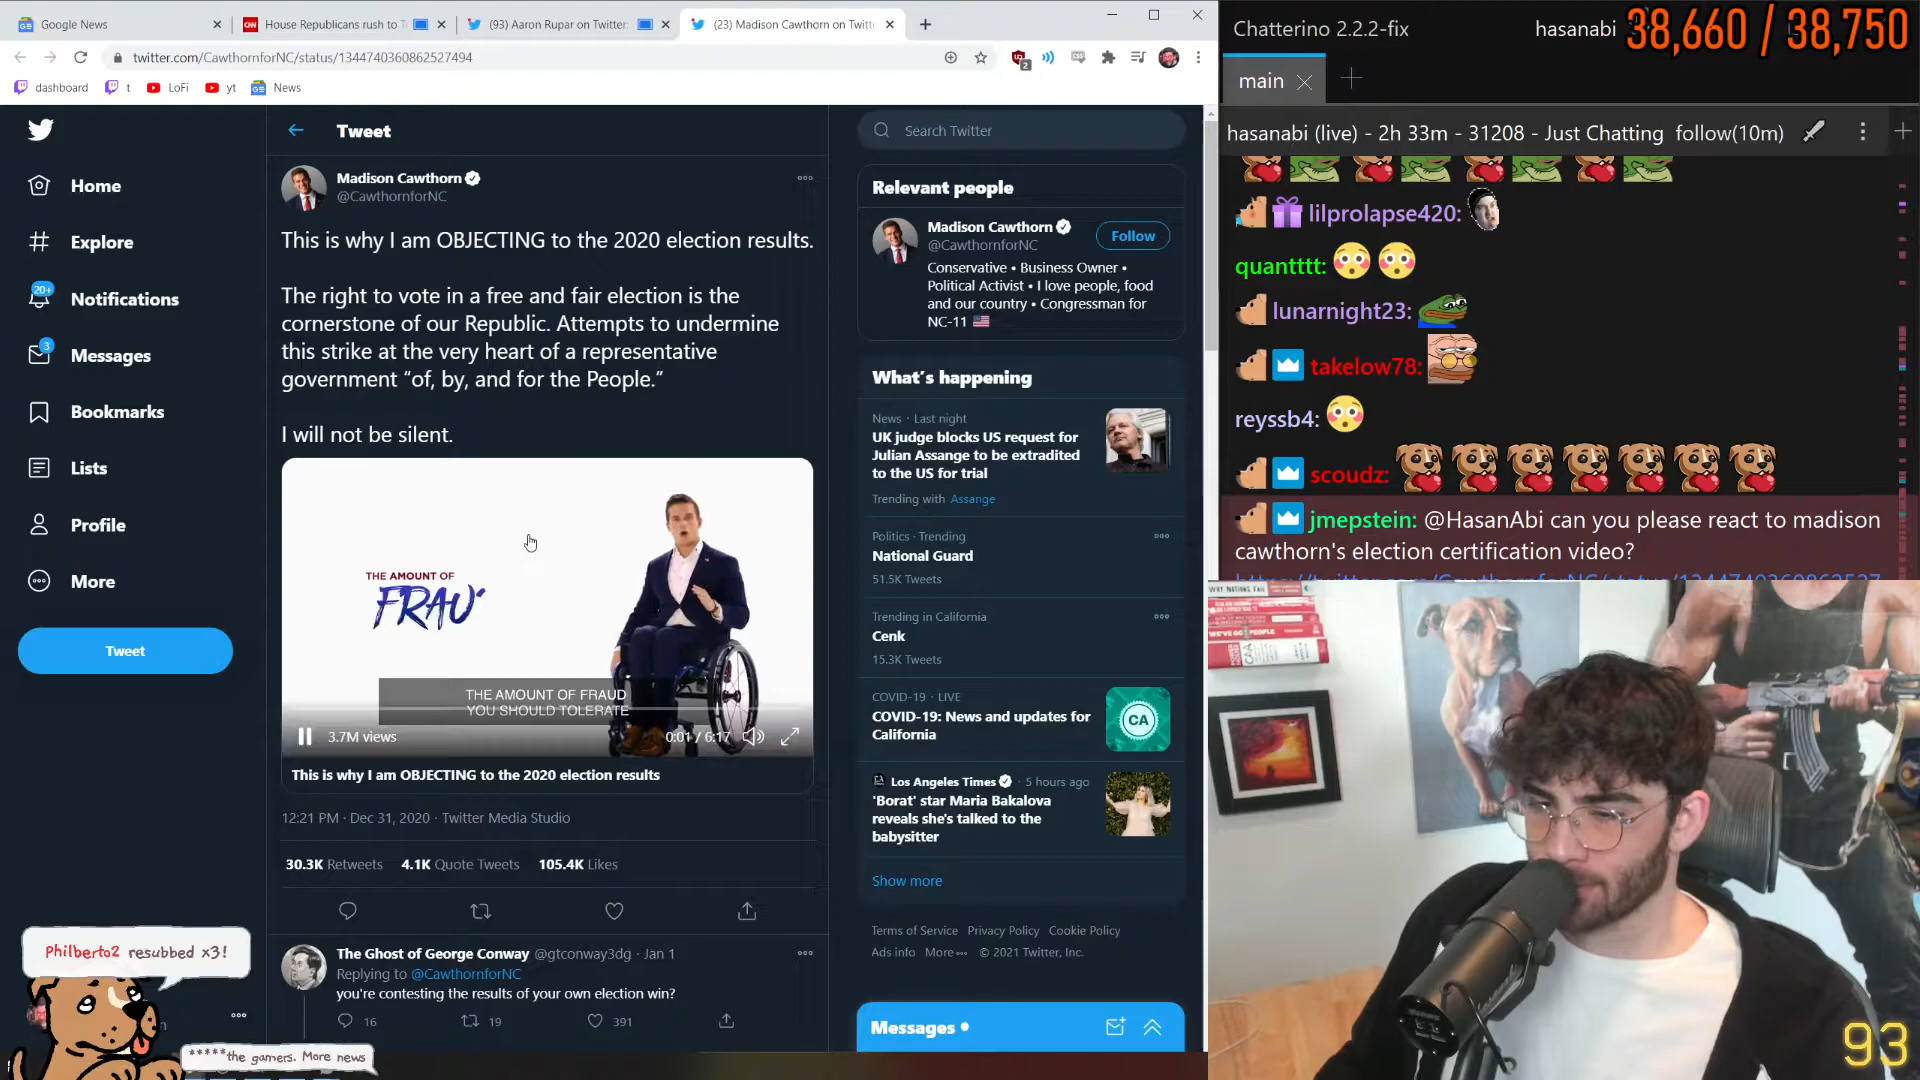 Google News
House Republicans rush to T
(93) Aaron Rupar on Twitter:
(23) Madison Cawthorn on Twitt
twitter.com/CawthornforNC/status/1344740360862527494
dashboard
t
LoFi
yt
News
Home
Explore
20+
Notifications
3
Messages
Bookmarks
Lists
Profile
More
Tweet
Philberto2 resubbed x3!
*****the gamers. More news
Tweet
Madison Cawthorn
@CawthornforNC
This is why I am OBJECTING to the 2020 election results.
The right to vote in a free and fair election is the
cornerstone of our Republic. Attempts to undermine
this strike at the very heart of a representative
government “of, by, and for the People.”
I will not be silent.
THE AMOUNT OF
FRAU
THE AMOUNT OF FRAUD
YOU SHOULD TOLERATE
3.7M views
0:01 / 6:17
This is why I am OBJECTING to the 2020 election results
12:21 PM · Dec 31, 2020 · Twitter Media Studio
30.3K Retweets 4.1K Quote Tweets 105.4K Likes
The Ghost of George Conway @gtconway3dg · Jan 1
Replying to @CawthornforNC
you're contesting the results of your own election win?
16
19
391
Search Twitter
Relevant people
Madison Cawthorn
@CawthornforNC
Follow
Conservative • Business Owner •
Political Activist • I love people, food
and our country • Congressman for
NC-11
What's happening
News · Last night
UK judge blocks US request for
Julian Assange to be extradited
to the US for trial
Trending with Assange
Politics · Trending
National Guard
51.5K Tweets
Trending in California
Cenk
15.3K Tweets
COVID-19 · LIVE
COVID-19: News and updates for
California
CA
Los Angeles Times · 5 hours ago
'Borat' star Maria Bakalova
reveals she's talked to the
babysitter
Show more
Terms of Service Privacy Policy Cookie Policy
Ads info More © 2021 Twitter, Inc.
Messages
Chatterino 2.2.2-fix
hasanabi
38,660 / 38,750
main
hasanabi (live) - 2h 33m - 31208 - Just Chatting follow(10m)
lilprolapse420:
quantttt:
lunarnight23:
takelow78:
reyssb4:
scoudz:
jmepstein: @HasanAbi can you please react to madison
cawthorn's election certification video?
https://twitter.com/CawthornforNC/status/1344740360862527
93